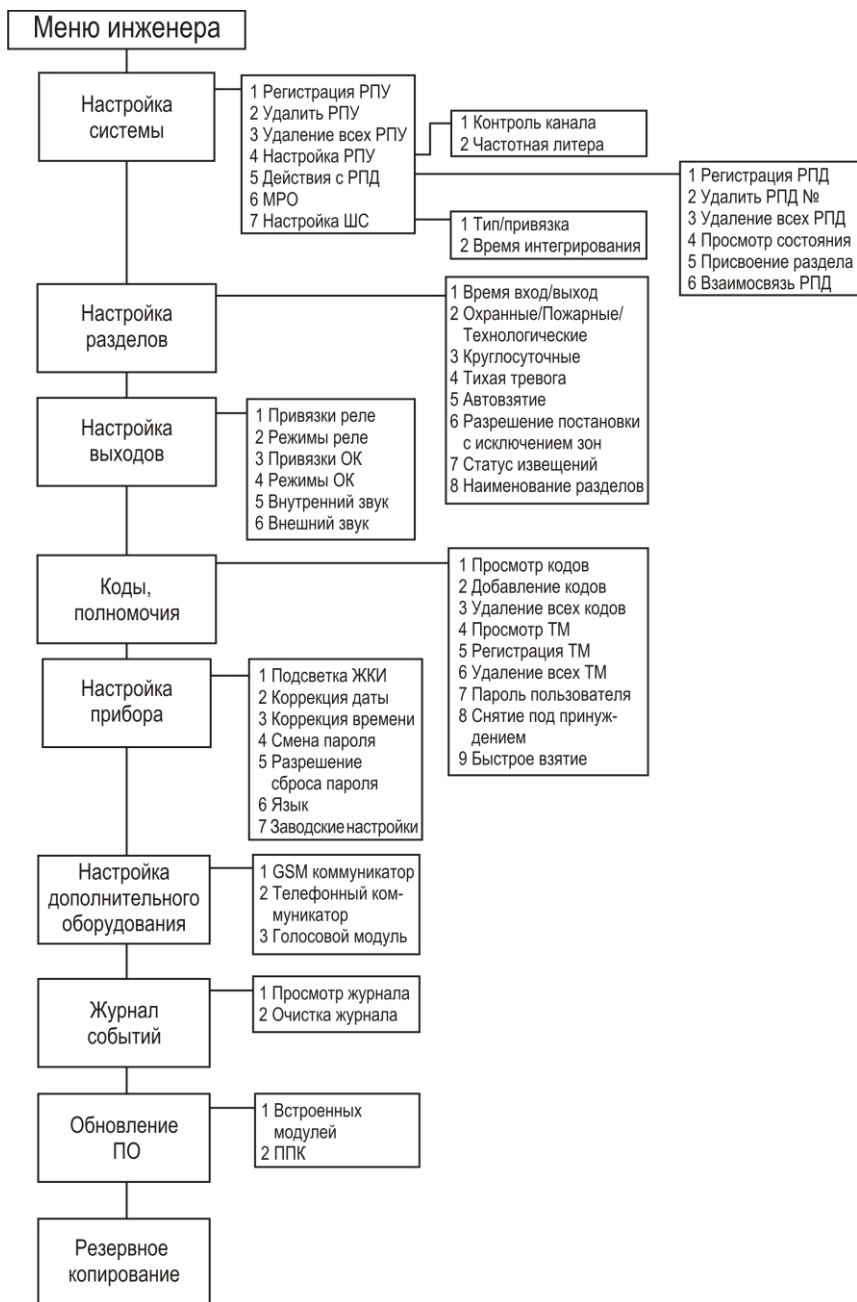 Меню инженера
Настройка
системы
1 Регистрация РПУ
2 Удалить РПУ
3 Удаление всех РПУ
4 Настройка РПУ
5 Действия с РПД
6 МРО
7 Настройка ШС
1 Контроль канала
2 Частотная литера
1 Регистрация РПД
2 Удалить РПД №
3 Удаление всех РПД
4 Просмотр состояния
5 Присвоение раздела
6 Взаимосвязь РПД
1 Тип/привязка
2 Время интегрирования
Настройка
разделов
1 Время вход/выход
2 Охранные/Пожарные/
Технологические
3 Круглосуточные
4 Тихая тревога
5 Автовзятие
6 Разрешение постановки
с исключением зон
7 Статус извещений
8 Наименование разделов
Настройка
выходов
1 Привязки реле
2 Режимы реле
3 Привязки ОК
4 Режимы ОК
5 Внутренний звук
6 Внешний звук
Коды,
полномочия
1 Просмотр кодов
2 Добавление кодов
3 Удаление всех кодов
4 Просмотр ТМ
5 Регистрация ТМ
6 Удаление всех ТМ
7 Пароль пользователя
8 Снятие под принуж-
дением
9 Быстрое взятие
Настройка
прибора
1 Подсветка ЖКИ
2 Коррекция даты
3 Коррекция времени
4 Смена пароля
5 Разрешение
сброса пароля
6 Язык
7 Заводские настройки
Настройка
дополнительного
оборудования
1 GSM коммуникатор
2 Телефонный ком-
муникатор
3 Голосовой модуль
Журнал
событий
1 Просмотр журнала
2 Очистка журнала
Обновление
ПО
1 Встроенных
модулей
2 ППК
Резервное
копирование